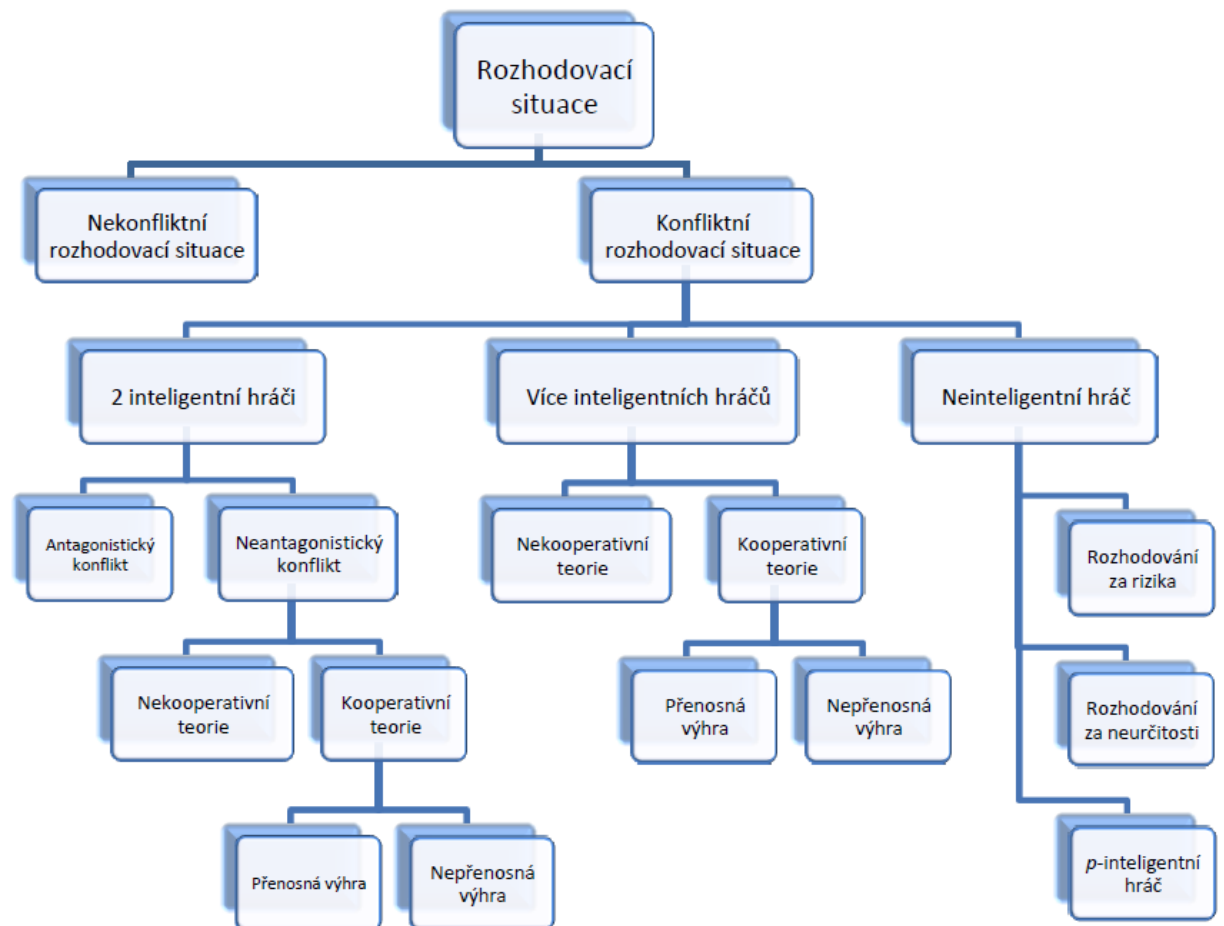 Rozhodovací
situace
Nekonfliktní
rozhodovací situace
Konfliktní
rozhodovací situace
2 inteligentní hráči
Více inteligentních hráčů
Neinteligentní hráč
Antagonistický
konflikt
Neantagonistický
konflikt
Nekooperativní
teorie
Kooperativní
teorie
Rozhodování
za rizika
Nekooperativní
teorie
Kooperativní
teorie
Přenosná
výhra
Nepřenosná
výhra
Rozhodování
za neurčitosti
Přenosná výhra
Nepřenosná
výhra
p-inteligentní
hráč